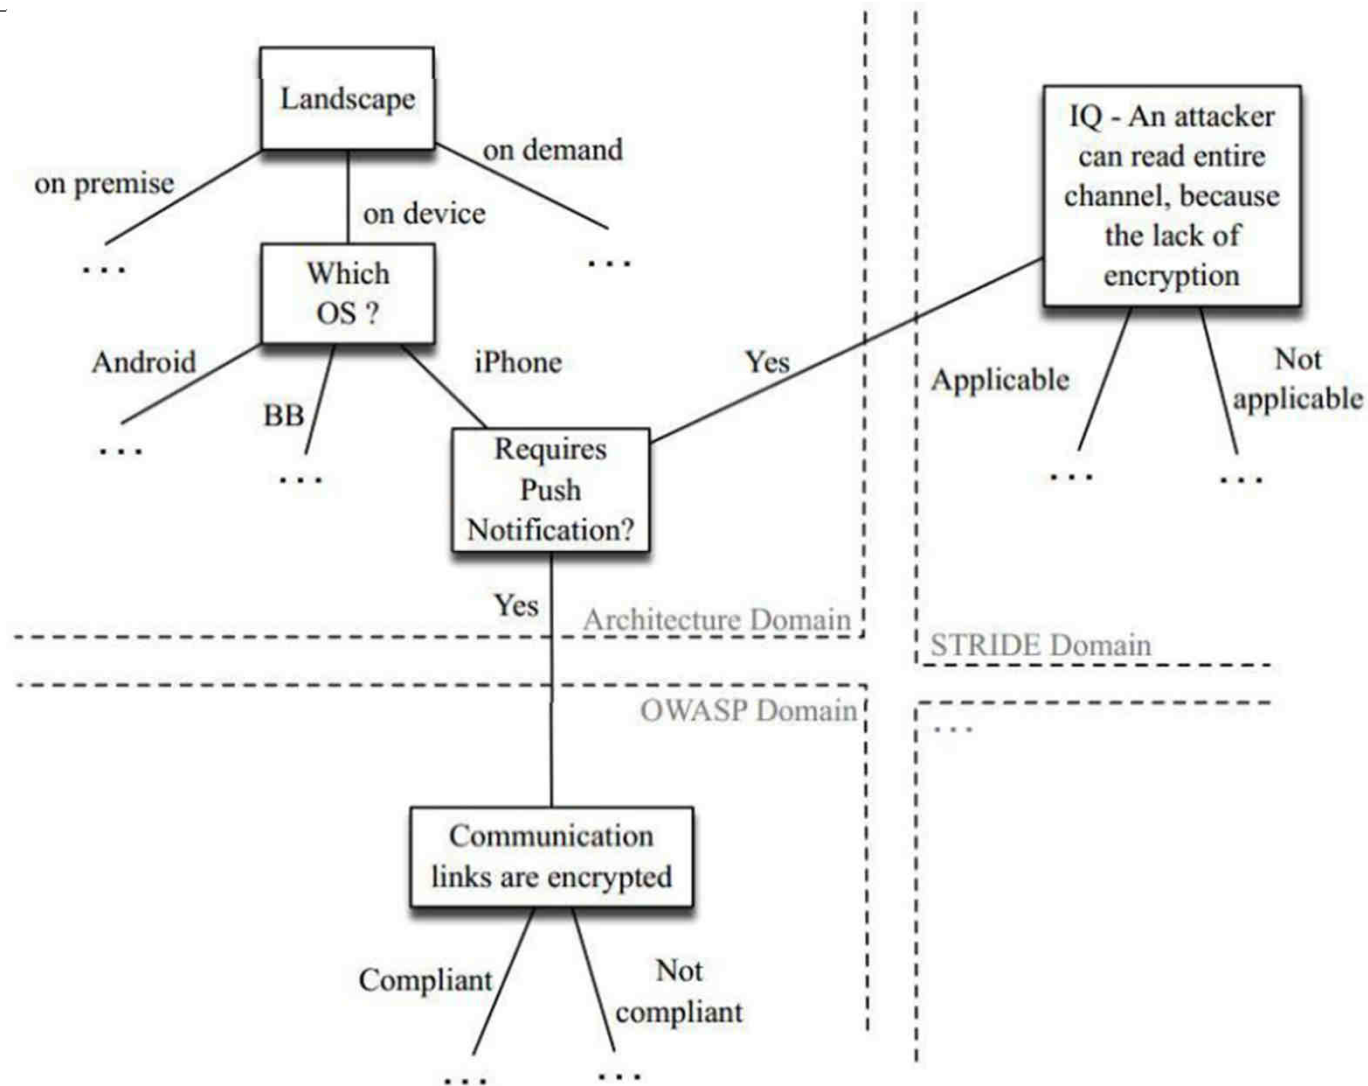 Landscape
on premise
on device
on demand
...
...
Which
OS ?
Android
BB
iPhone
...
...
Requires
Push
Notification?
Yes
Yes
Architecture Domain
IQ - An attacker
can read entire
channel, because
the lack of
encryption
Applicable
Not
applicable
...
...
STRIDE Domain
OWASP Domain
...
Communication
links are encrypted
Compliant
Not
compliant
...
...